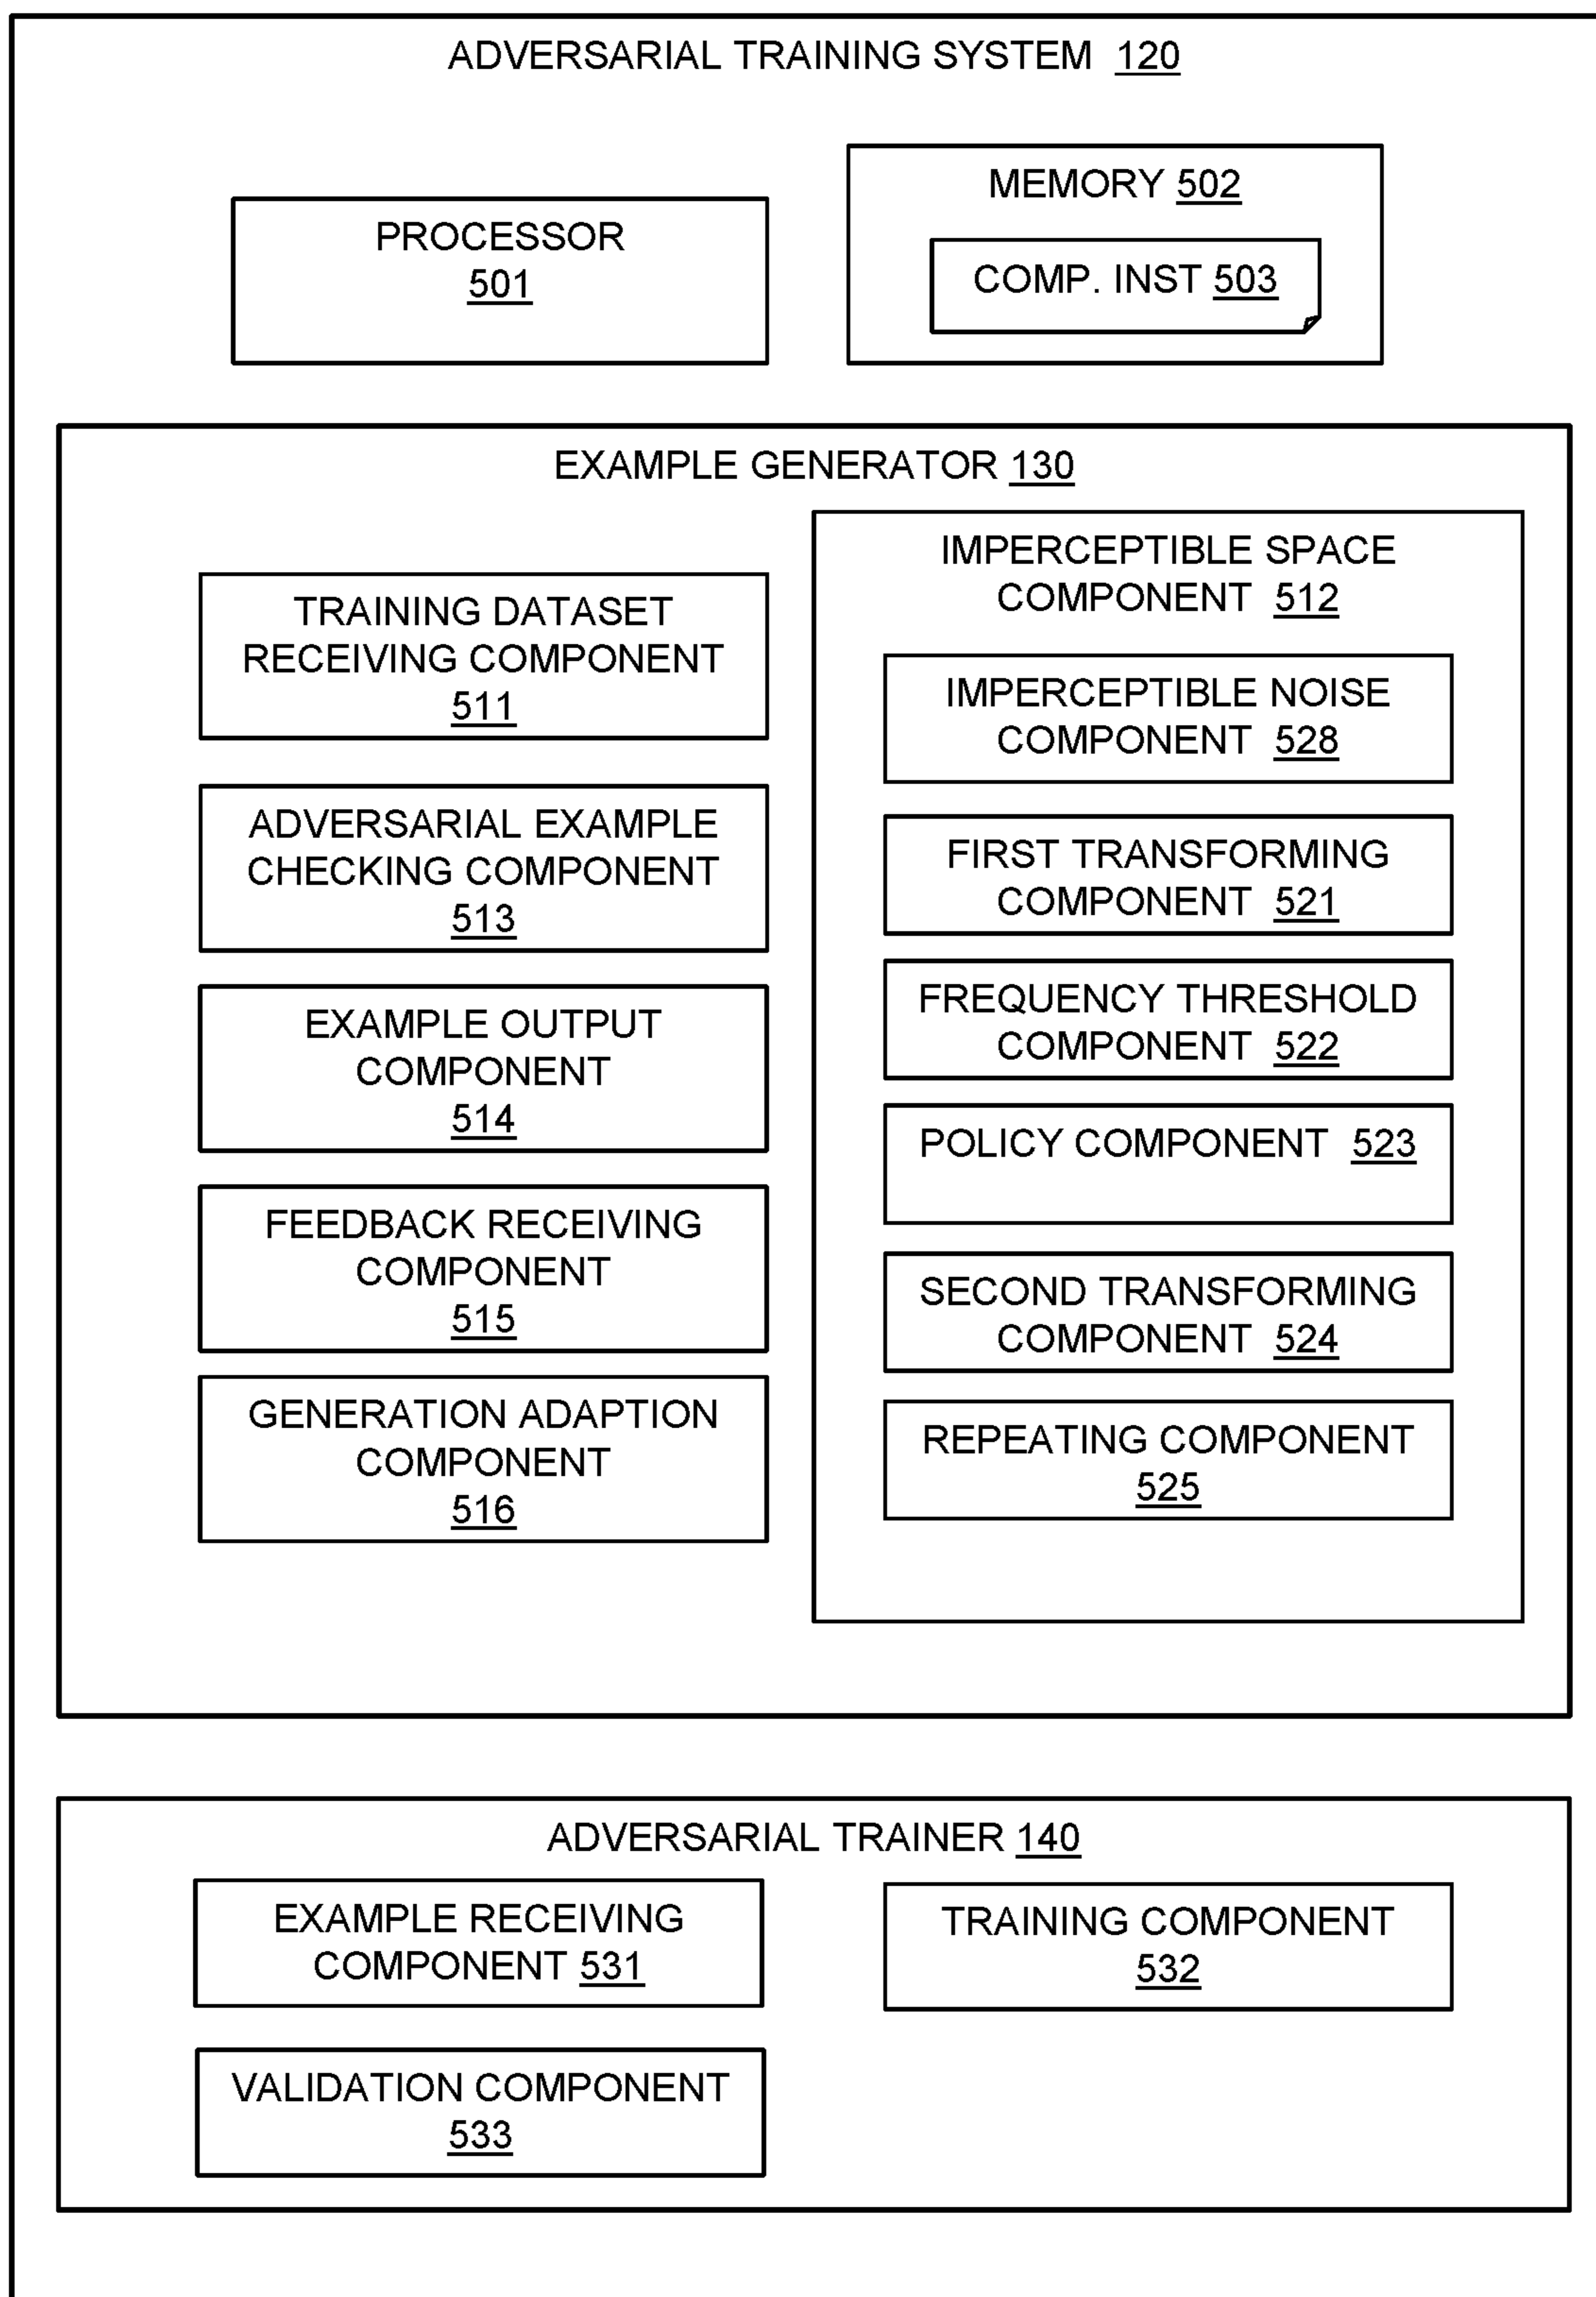 ADVERSARIAL TRAINING SYSTEM 120
PROCESSOR
501
MEMORY 502
COMP. INST 503
EXAMPLE GENERATOR 130
TRAINING DATASET
RECEIVING COMPONENT
511
ADVERSARIAL EXAMPLE
CHECKING COMPONENT
513
EXAMPLE OUTPUT
COMPONENT
514
FEEDBACK RECEIVING
COMPONENT
515
GENERATION ADAPTION
COMPONENT
516
IMPERCEPTIBLE SPACE
COMPONENT 512
IMPERCEPTIBLE NOISE
COMPONENT 528
FIRST TRANSFORMING
COMPONENT 521
FREQUENCY THRESHOLD
COMPONENT 522
POLICY COMPONENT 523
SECOND TRANSFORMING
COMPONENT 524
REPEATING COMPONENT
525
ADVERSARIAL TRAINER 140
EXAMPLE RECEIVING
COMPONENT 531
TRAINING COMPONENT
532
VALIDATION COMPONENT
533